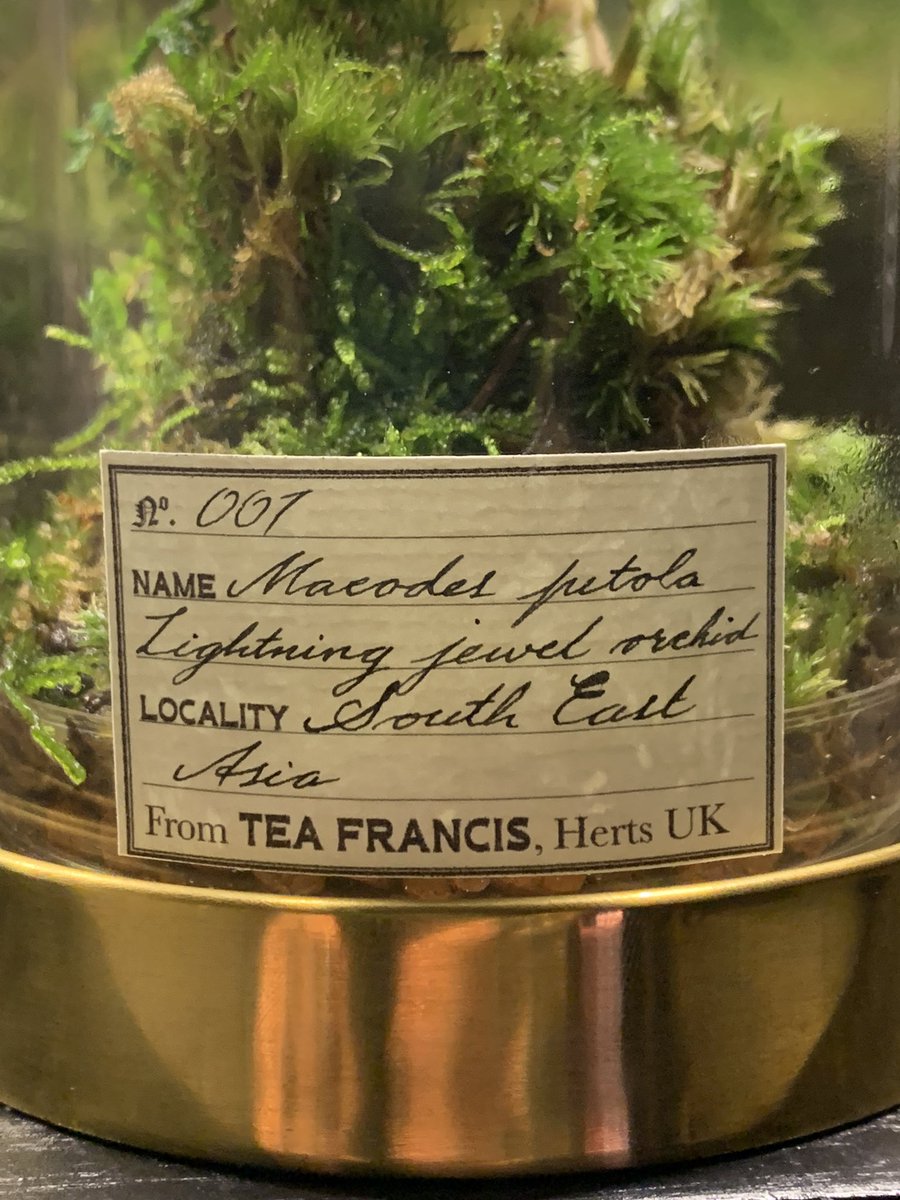 Nº. 001
NAME Macodes petola
Lightning jewel orchid
LOCALITY South East
Asia
From TEA FRANCIS, Herts UK